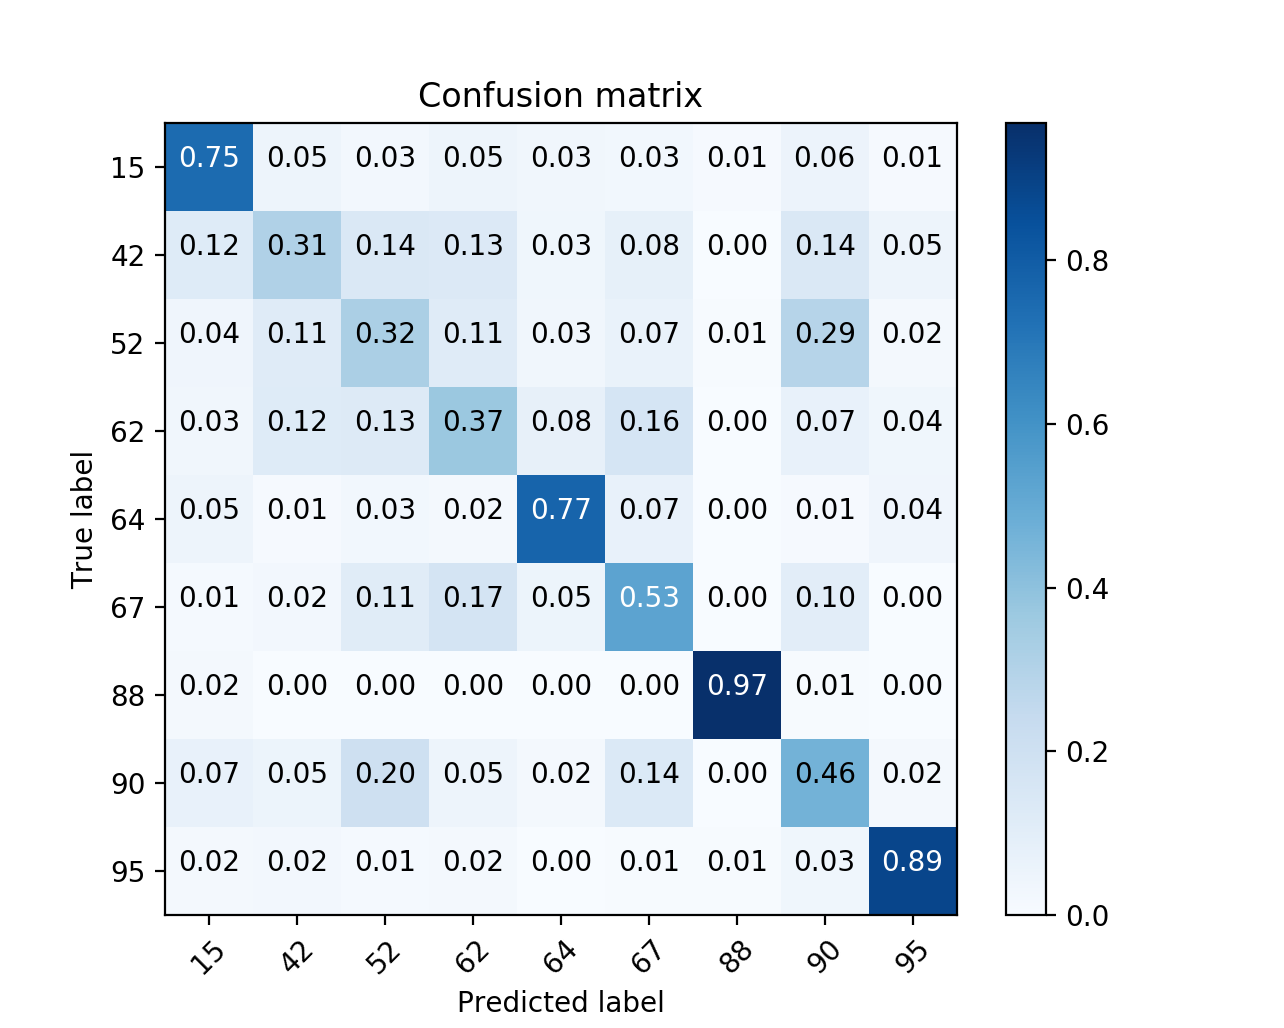 Confusion matrix
15 0.75 0.05 0.03 0.05 0.03 0.03 0.01 0.06 0.01
42 0.12 0.31 0.14 0.13 0.03 0.08 0.00 0.14 0.05
52 0.04 0.11 0.32 0.11 0.03 0.07 0.01 0.29 0.02
62 0.03 0.12 0.13 0.37 0.08 0.16 0.00 0.07 0.04
64 0.05 0.01 0.03 0.02 0.77 0.07 0.00 0.01 0.04
67 0.01 0.02 0.11 0.17 0.05 0.53 0.00 0.10 0.00
88 0.02 0.00 0.00 0.00 0.00 0.00 0.97 0.01 0.00
90 0.07 0.05 0.20 0.05 0.02 0.14 0.00 0.46 0.02
95 0.02 0.02 0.01 0.02 0.00 0.01 0.01 0.03 0.89
15 42 52 62 64 67 88 90 95
Predicted label
True label
0.8
0.6
0.4
0.2
0.0